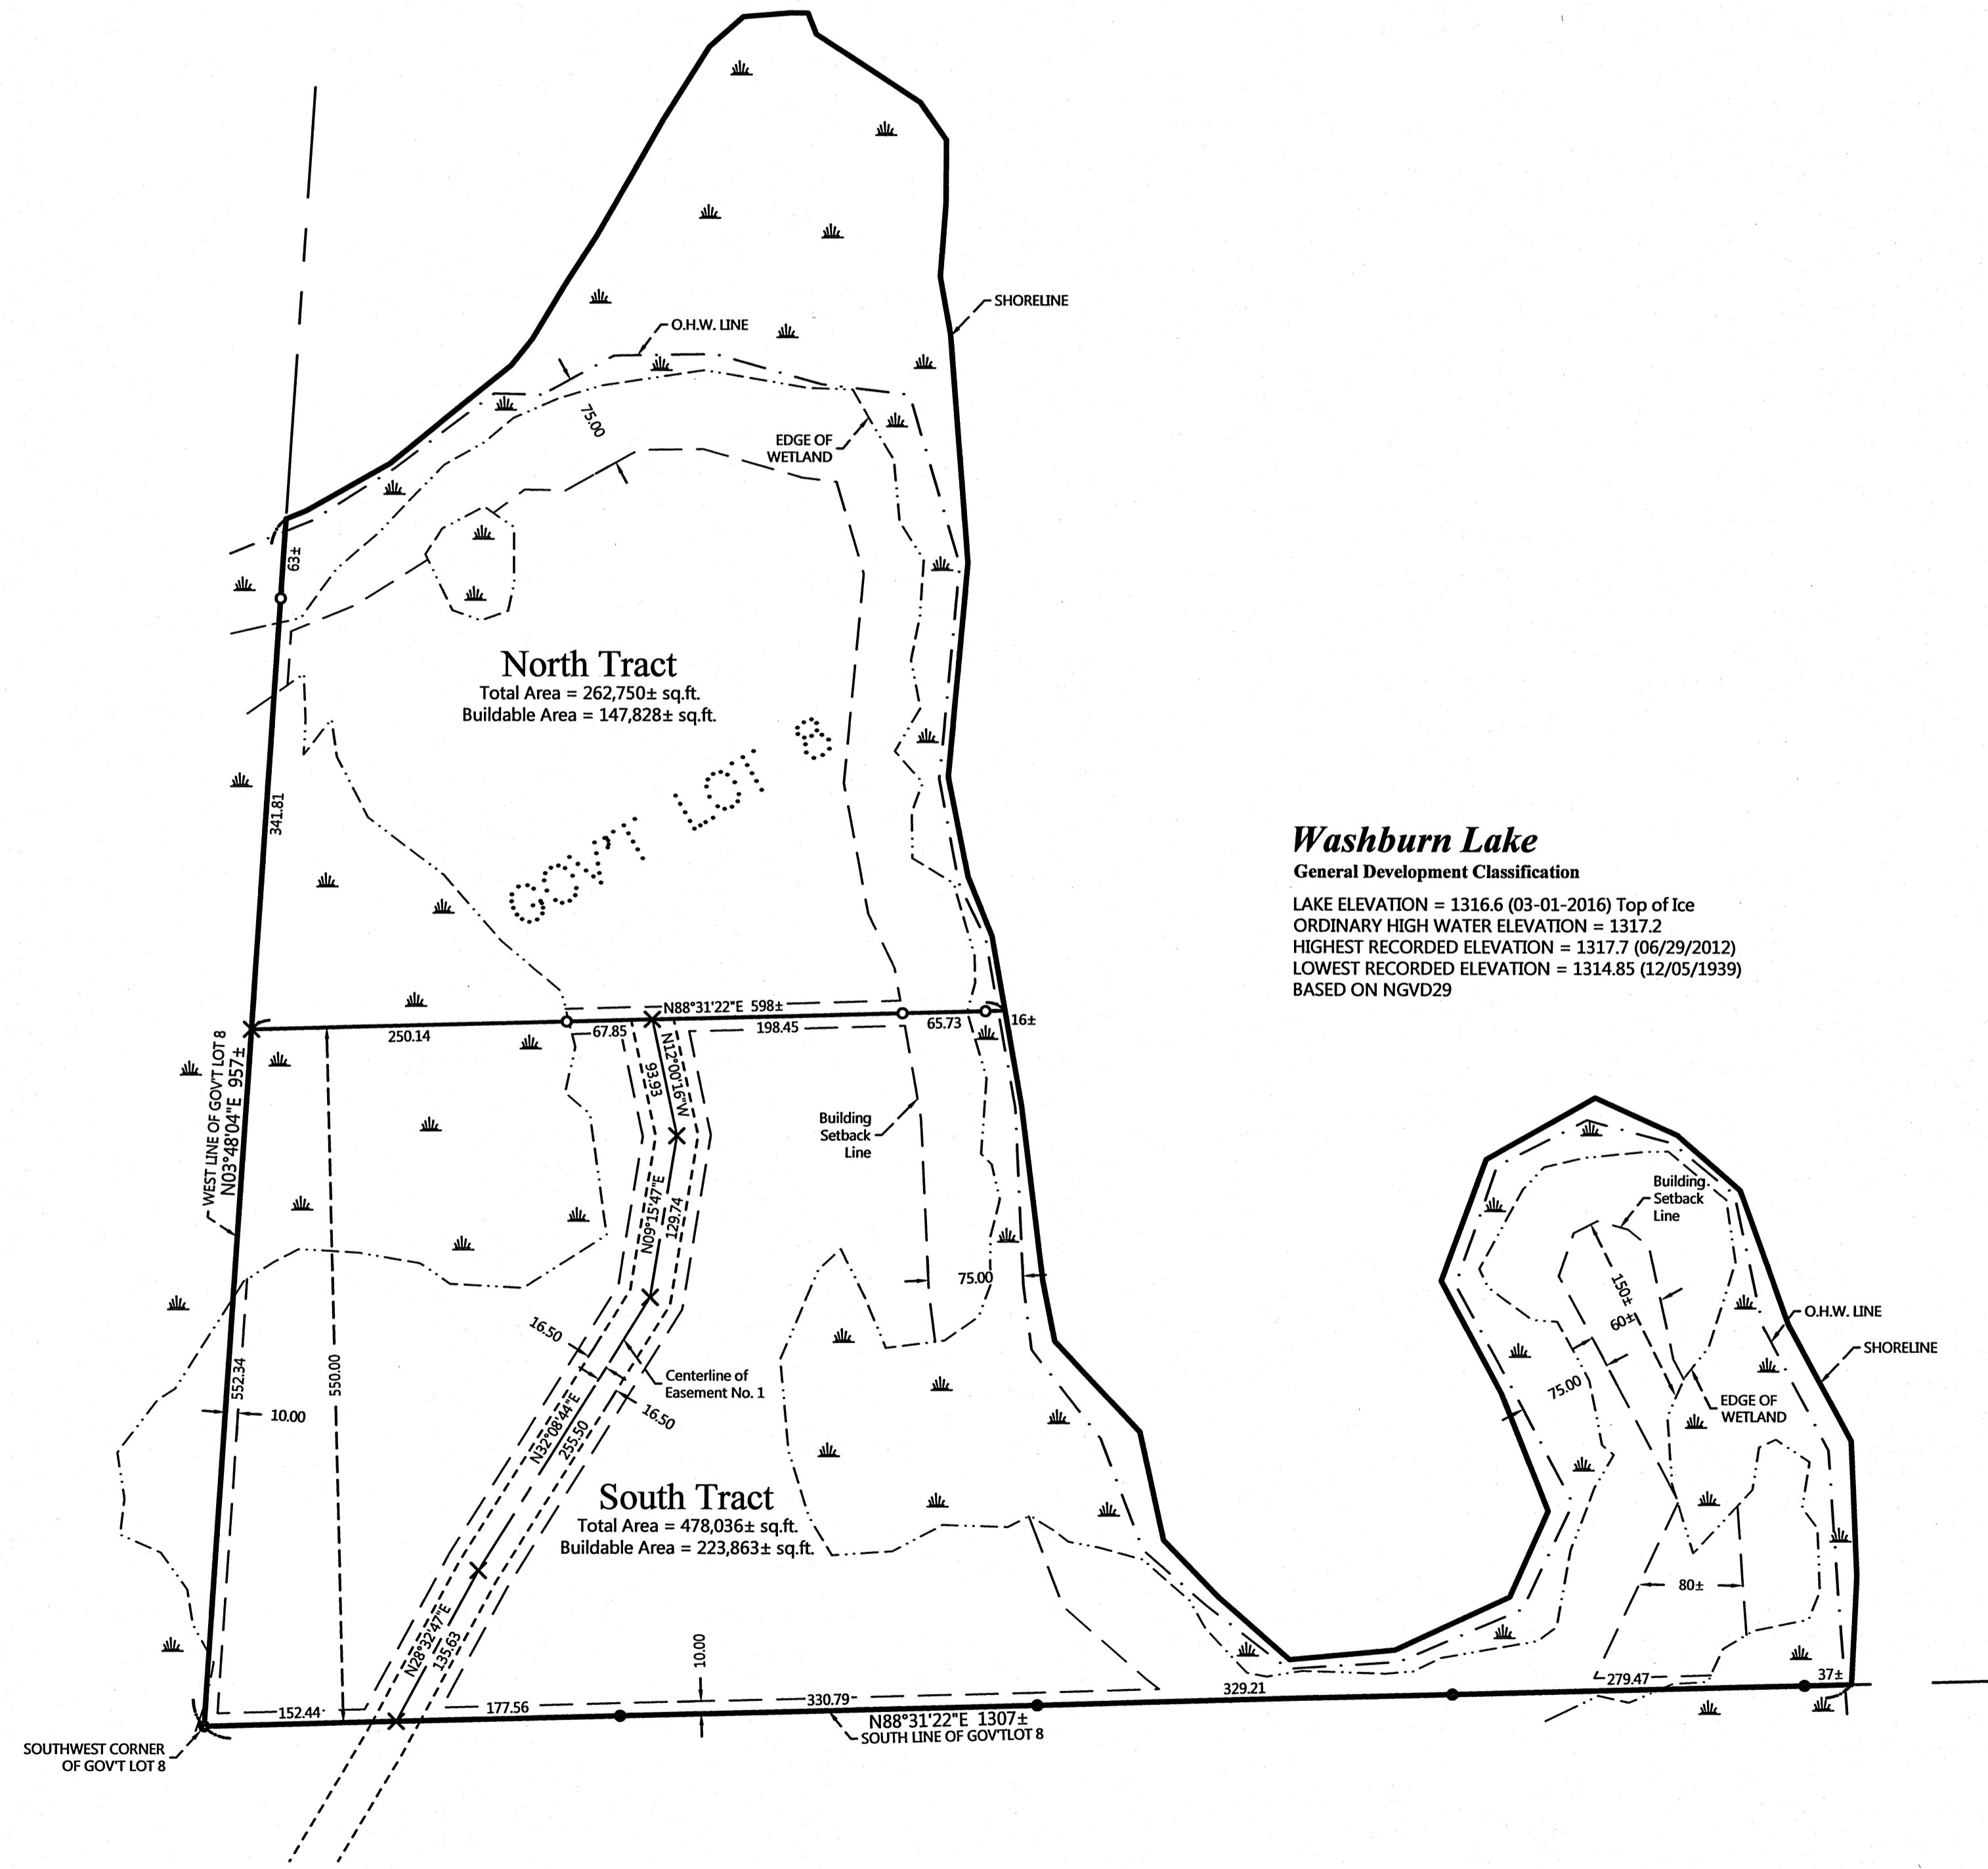 SHORELINE
O.H.W. LINE
75.00
EDGE OF
WETLAND
63±
North Tract
Total Area = 262,750± sq.ft.
Buildable Area = 147,828± sq.ft.
341.81
GOV'T LOT 8
Washburn Lake
General Development Classification
LAKE ELEVATION = 1316.6 (03-01-2016) Top of Ice
ORDINARY HIGH WATER ELEVATION = 1317.2
HIGHEST RECORDED ELEVATION = 1317.7 (06/29/2012)
LOWEST RECORDED ELEVATION = 1314.85 (12/05/1939)
BASED ON NGVD29
N88°31'22"E 598±
250.14
67.85
198.45
65.73
16±
WEST LINE OF GOV'T LOT 8
N03°48'04"E 957±
N12°00'16"W
93.93
Building
Setback
Line
N09°15'47"E
129.74
75.00
Building
Setback
Line
150±
60±
O.H.W. LINE
SHORELINE
75.00
EDGE OF
WETLAND
16.50
Centerline of
Easement No. 1
16.50
552.34
550.00
10.00
N32°08'44"E
255.50
South Tract
Total Area = 478,036± sq.ft.
Buildable Area = 223,863± sq.ft.
80±
N28°32'47"E
135.63
10.00
152.44
177.56
330.79
329.21
279.47
37±
N88°31'22"E 1307±
SOUTH LINE OF GOV'TLOT 8
SOUTHWEST CORNER
OF GOV'T LOT 8